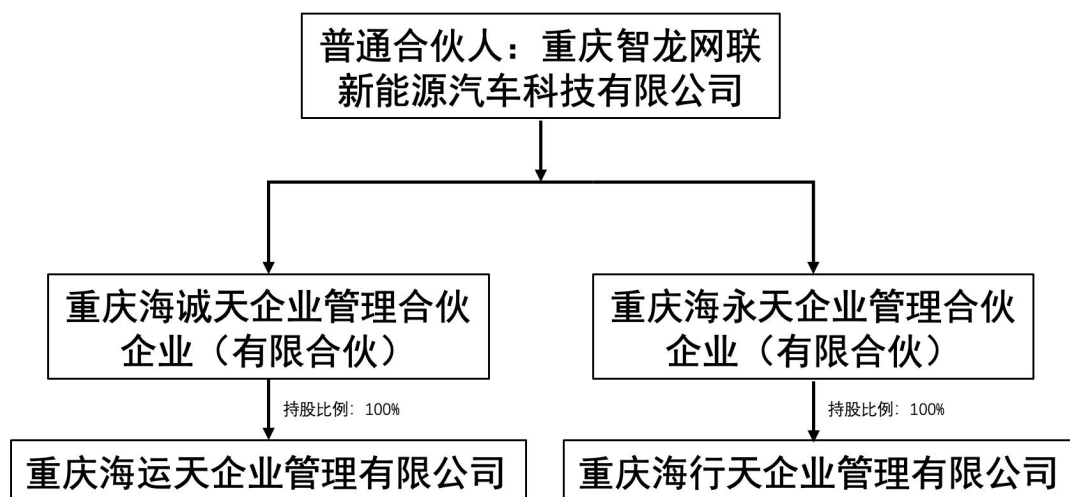 普通合伙人：重庆智龙网联
新能源汽车科技有限公司
重庆海诚天企业管理合伙
企业（有限合伙）
重庆海永天企业管理合伙
企业（有限合伙）
持股比例：100%
持股比例：100%
重庆海运天企业管理有限公司
重庆海行天企业管理有限公司